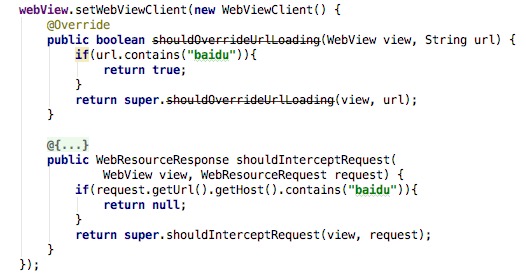 webView.setWebViewClient(new WebViewClient() {
@Override
public boolean shouldOverrideUrlLoading(WebView view, String url) {
if(url.contains("baidu")){
return true;
}
return super.shouldOverrideUrlLoading(view, url);
}
@{...}
public WebResourceResponse shouldInterceptRequest(
WebView view, WebResourceRequest request) {
if(request.getUrl().getHost().contains("baidu")){
return null;
}
return super.shouldInterceptRequest(view, request);
}
});